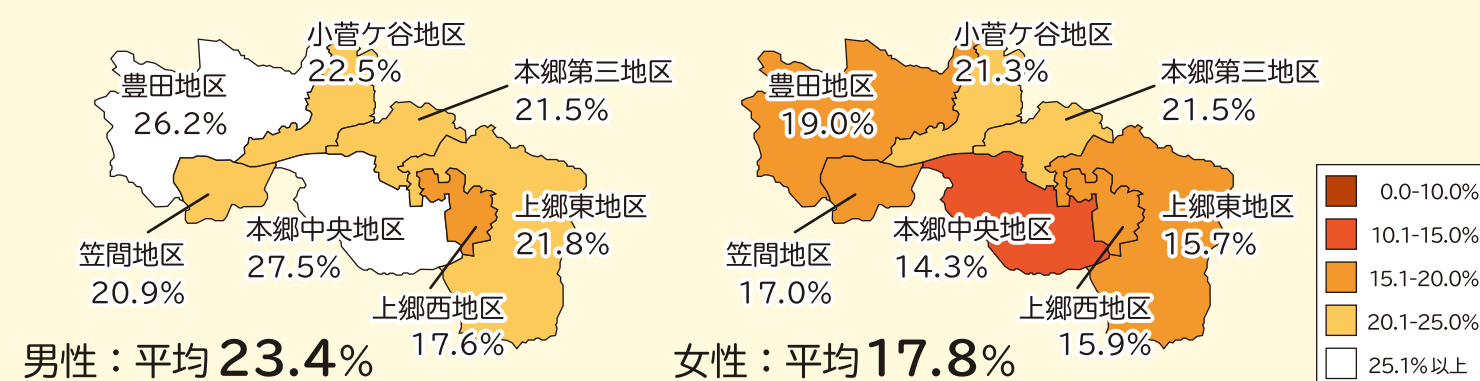 小菅ケ谷地区
22.5%
豊田地区
26.2%
本郷第三地区
21.5%
上郷東地区
21.8%
本郷中央地区
27.5%
笠間地区
20.9%
上郷西地区
17.6%
男性：平均23.4%
小菅ケ谷地区
21.3%
豊田地区
19.0%
本郷第三地区
21.5%
上郷東地区
15.7%
本郷中央地区
14.3%
笠間地区
17.0%
上郷西地区
15.9%
女性：平均17.8%
0.0-10.0%
10.1-15.0%
15.1-20.0%
20.1-25.0%
25.1%以上